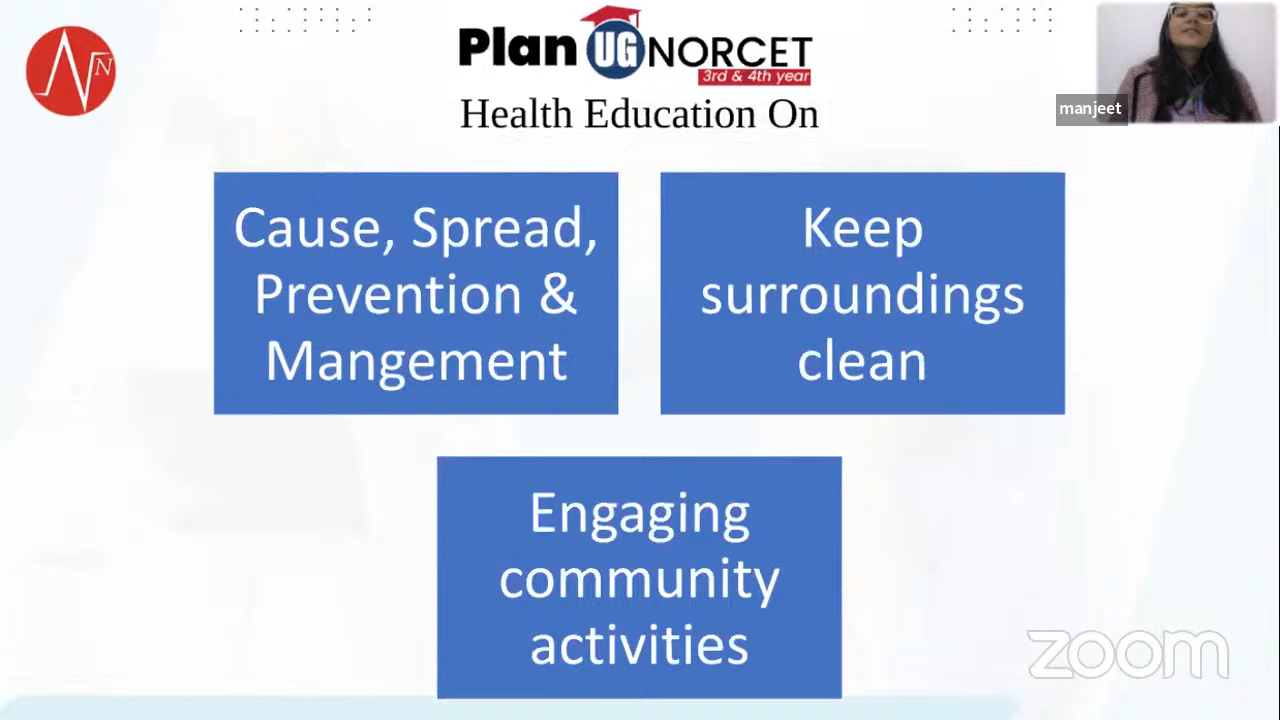 Plan UG NORCET
3rd & 4th year
N
manjeet
Health Education On
Cause, Spread,
Prevention &
Mangement
Keep
surroundings
clean
Engaging
community
activities
zoom